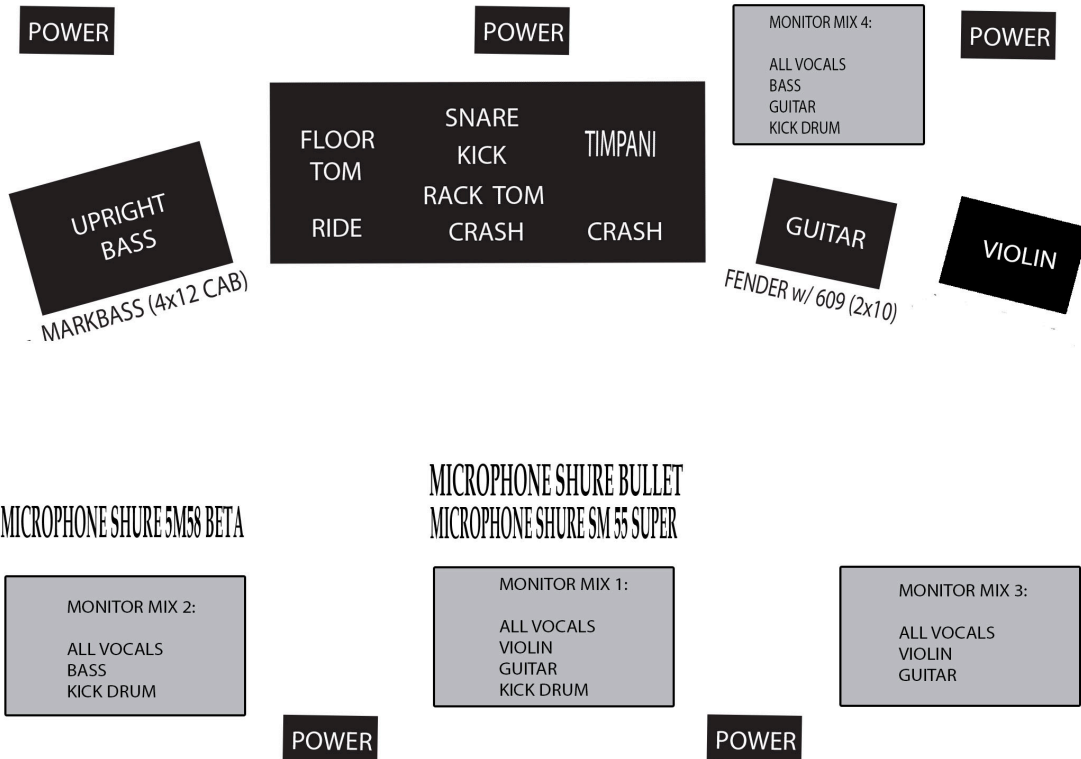 POWER
POWER
MONITOR MIX 4:
ALL VOCALS
BASS
GUITAR
KICK DRUM
POWER
UPRIGHT
BASS
MARKBASS (4x12 CAB)
FLOOR
TOM
SNARE
KICK
TIMPANI
RACK TOM
RIDE
CRASH
CRASH
GUITAR
FENDER w/ 609 (2x10)
VIOLIN
MICROPHONE SHURE 5M58 BETA
MICROPHONE SHURE BULLET
MICROPHONE SHURE SM 55 SUPER
MONITOR MIX 2:
ALL VOCALS
BASS
KICK DRUM
MONITOR MIX 1:
ALL VOCALS
VIOLIN
GUITAR
KICK DRUM
MONITOR MIX 3:
ALL VOCALS
VIOLIN
GUITAR
POWER
POWER